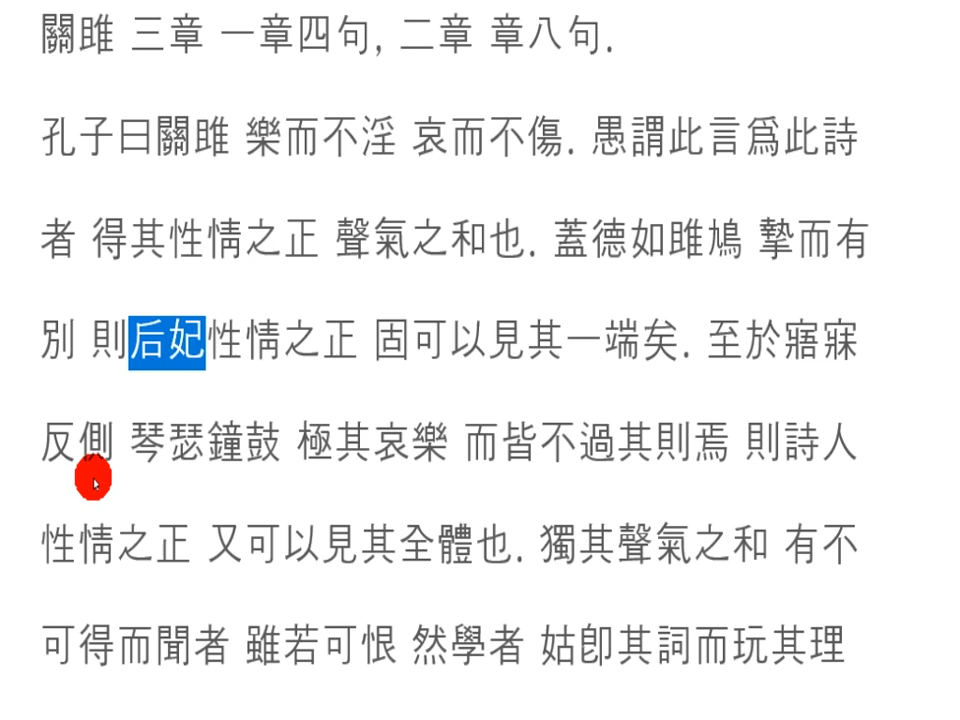 關雎 三章 一章四句, 二章 章八句.
孔子曰關雎 樂而不淫 哀而不傷. 愚謂此言爲此詩
者 得其性情之正 聲氣之和也. 蓋德如雎鳩 摯而有
別 則后妃性情之正 固可以見其一端矣. 至於寤寐
反側 琴瑟鐘鼓 極其哀樂 而皆不過其則焉 則詩人
性情之正 又可以見其全體也. 獨其聲氣之和 有不
可得而聞者 雖若可恨 然學者 姑卽其詞而玩其理